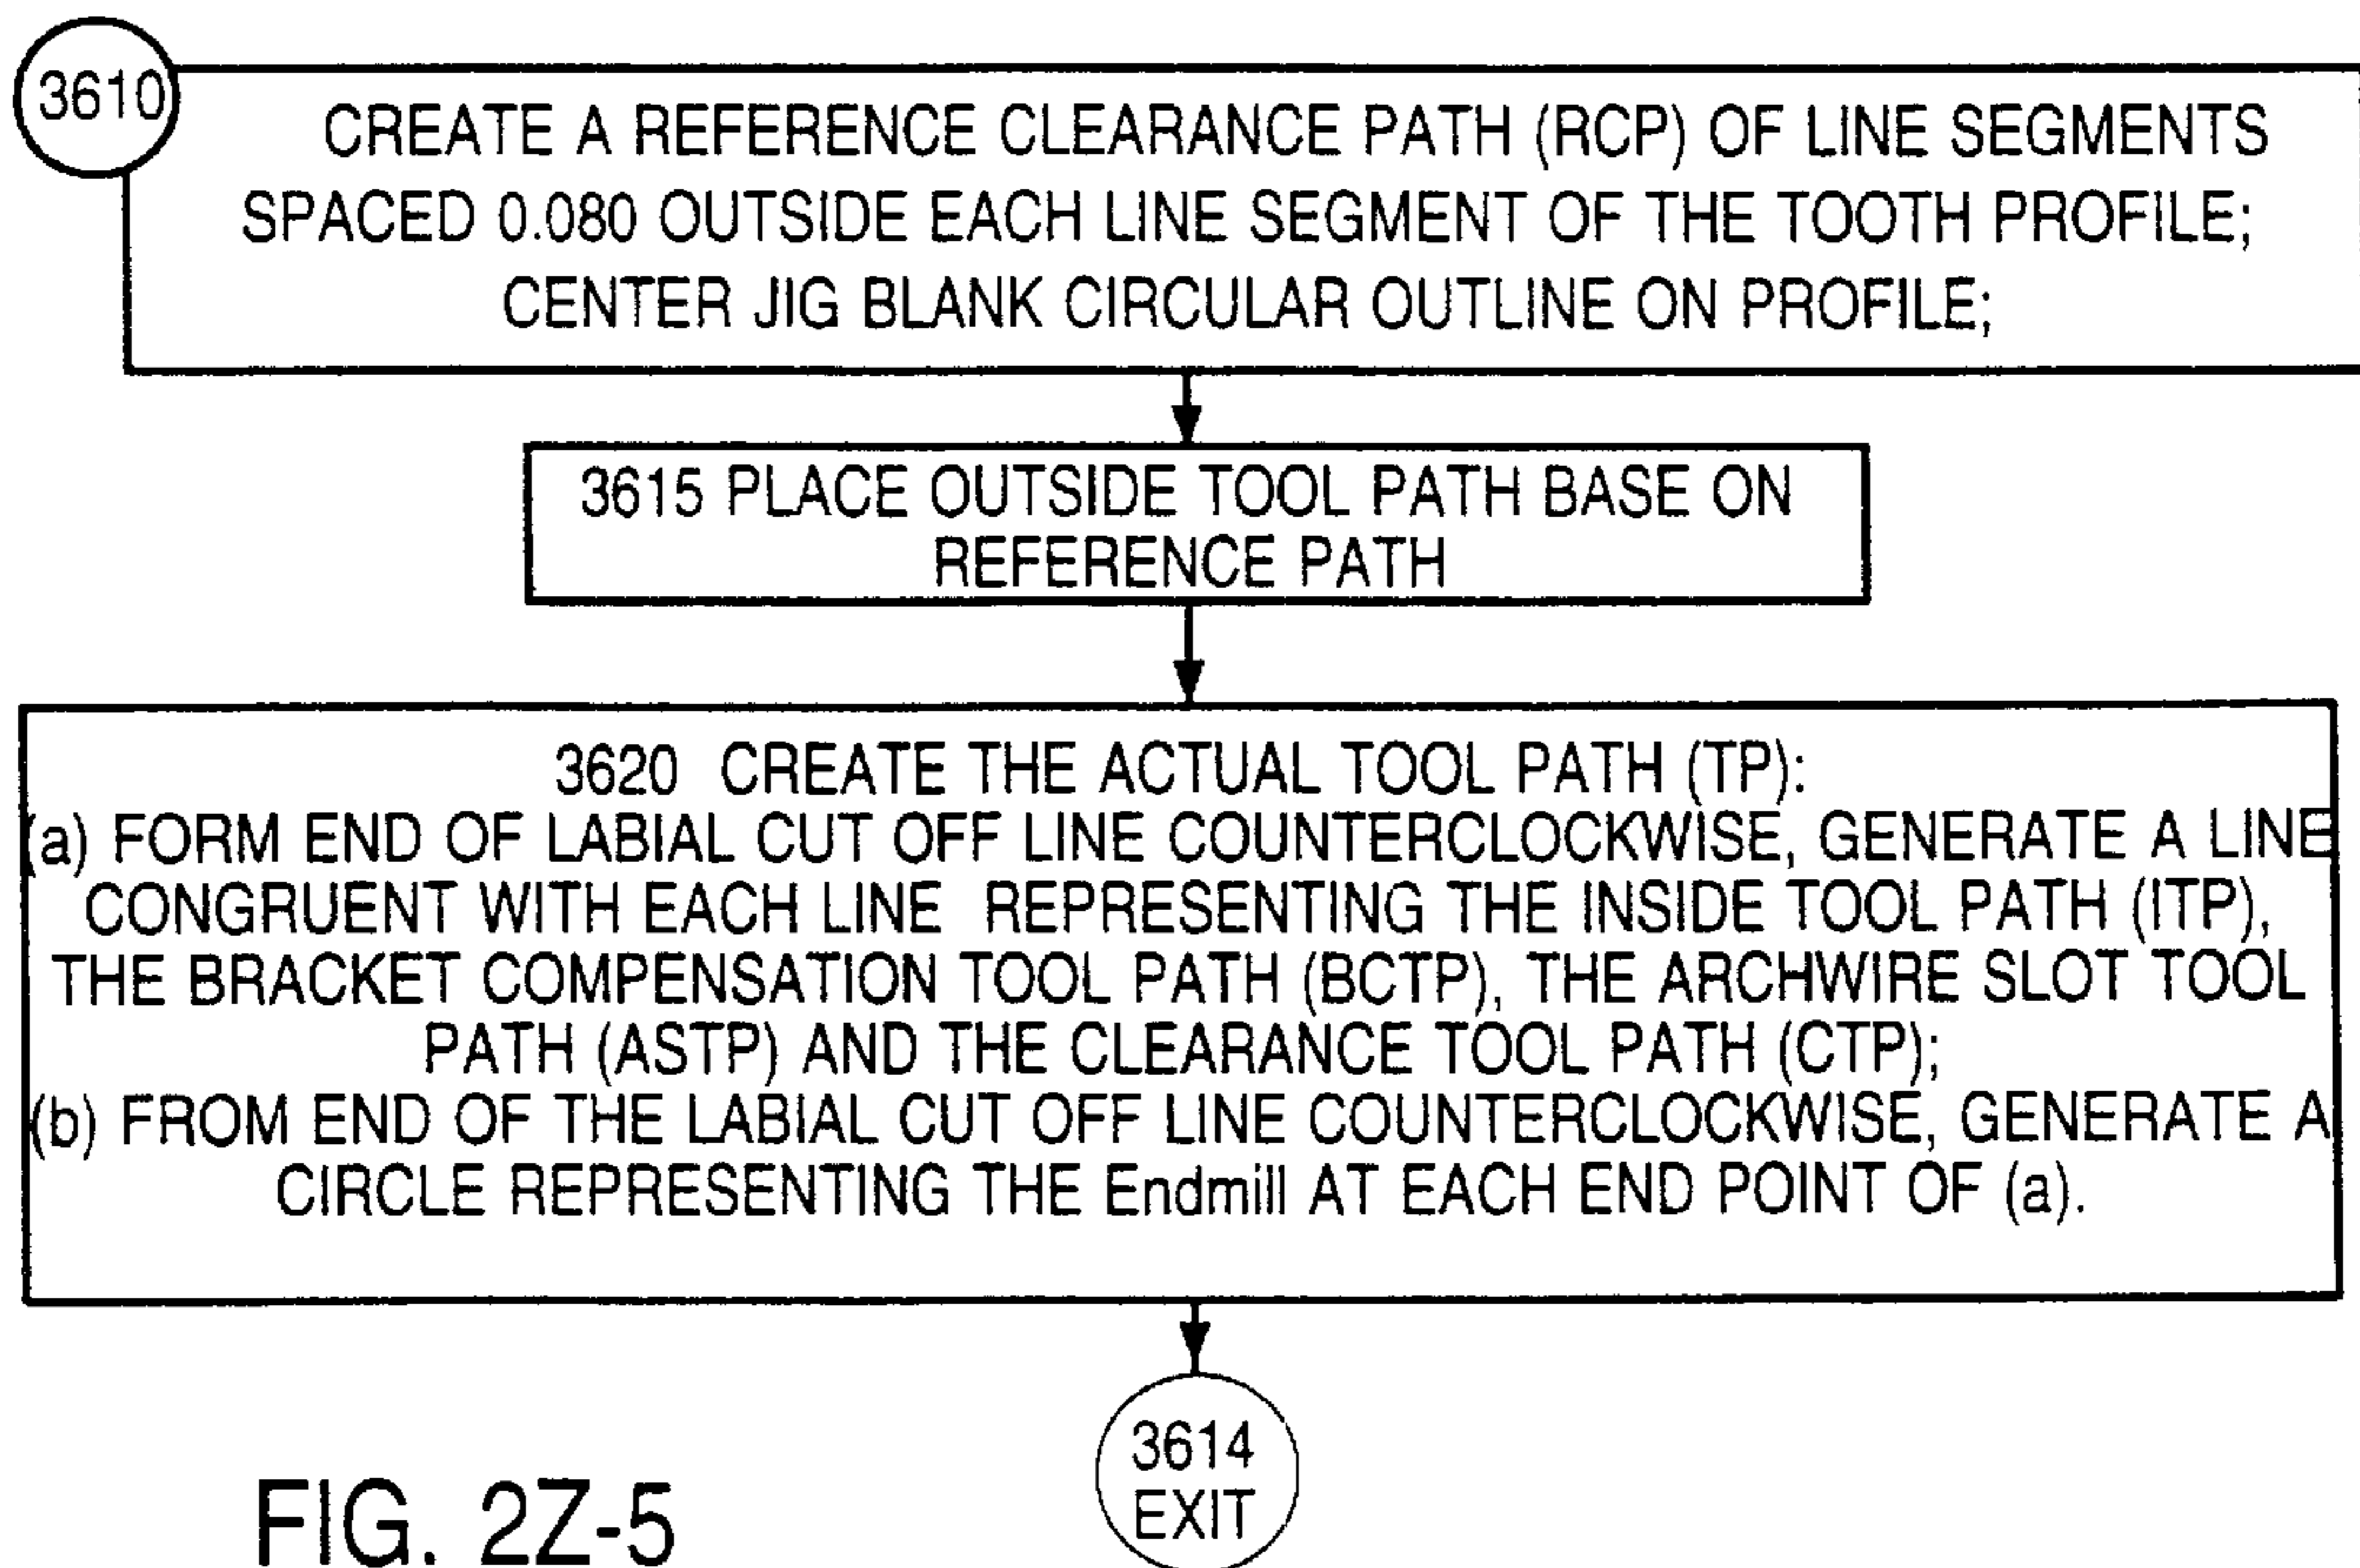 3610
CREATE A REFERENCE CLEARANCE PATH (RCP) OF LINE SEGMENTS
SPACED 0.080 OUTSIDE EACH LINE SEGMENT OF THE TOOTH PROFILE;
CENTER JIG BLANK CIRCULAR OUTLINE ON PROFILE;
3615 PLACE OUTSIDE TOOL PATH BASE ON
REFERENCE PATH
3620 CREATE THE ACTUAL TOOL PATH (TP):
(a) FORM END OF LABIAL CUT OFF LINE COUNTERCLOCKWISE, GENERATE A LINE
CONGRUENT WITH EACH LINE REPRESENTING THE INSIDE TOOL PATH (ITP),
THE BRACKET COMPENSATION TOOL PATH (BCTP), THE ARCHWIRE SLOT TOOL
PATH (ASTP) AND THE CLEARANCE TOOL PATH (CTP);
(b) FROM END OF THE LABIAL CUT OFF LINE COUNTERCLOCKWISE, GENERATE A
CIRCLE REPRESENTING THE Endmill AT EACH END POINT OF (a).
3614
EXIT
FIG. 2Z-5